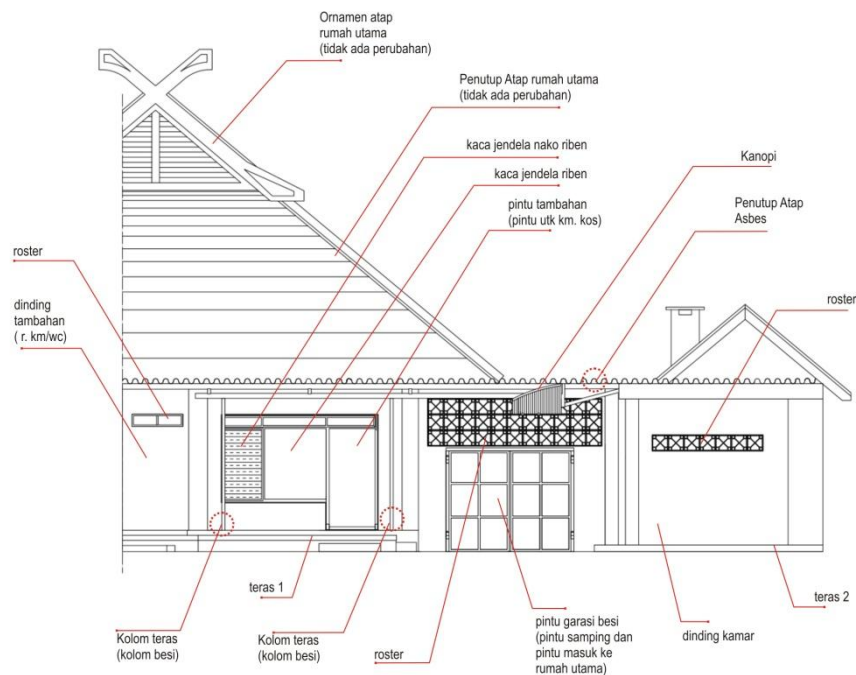 Ornamen atap
rumah utama
(tidak ada perubahan)
Penutup Atap rumah utama
(tidak ada perubahan)
kaca jendela nako riben
kaca jendela riben
pintu tambahan
(pintu utk km. kos)
Kanopi
Penutup Atap
Asbes
roster
dinding
tambahan
( r. km/wc)
roster
teras 1
teras 2
Kolom teras
(kolom besi)
Kolom teras
(kolom besi)
roster
pintu garasi besi
(pintu samping dan
pintu masuk ke
rumah utama)
dinding kamar